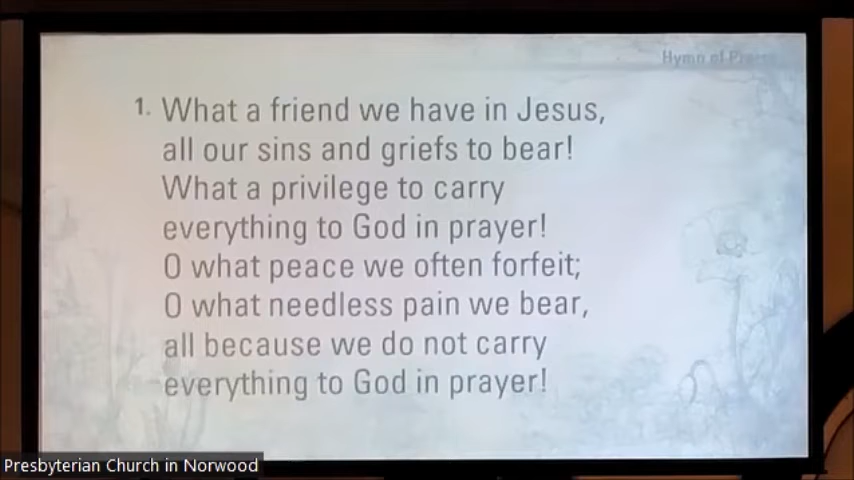 Hymn of Praise
1. What a friend we have in Jesus,
all our sins and griefs to bear!
What a privilege to carry
everything to God in prayer!
O what peace we often forfeit;
O what needless pain we bear,
all because we do not carry
everything to God in prayer!
Presbyterian Church in Norwood